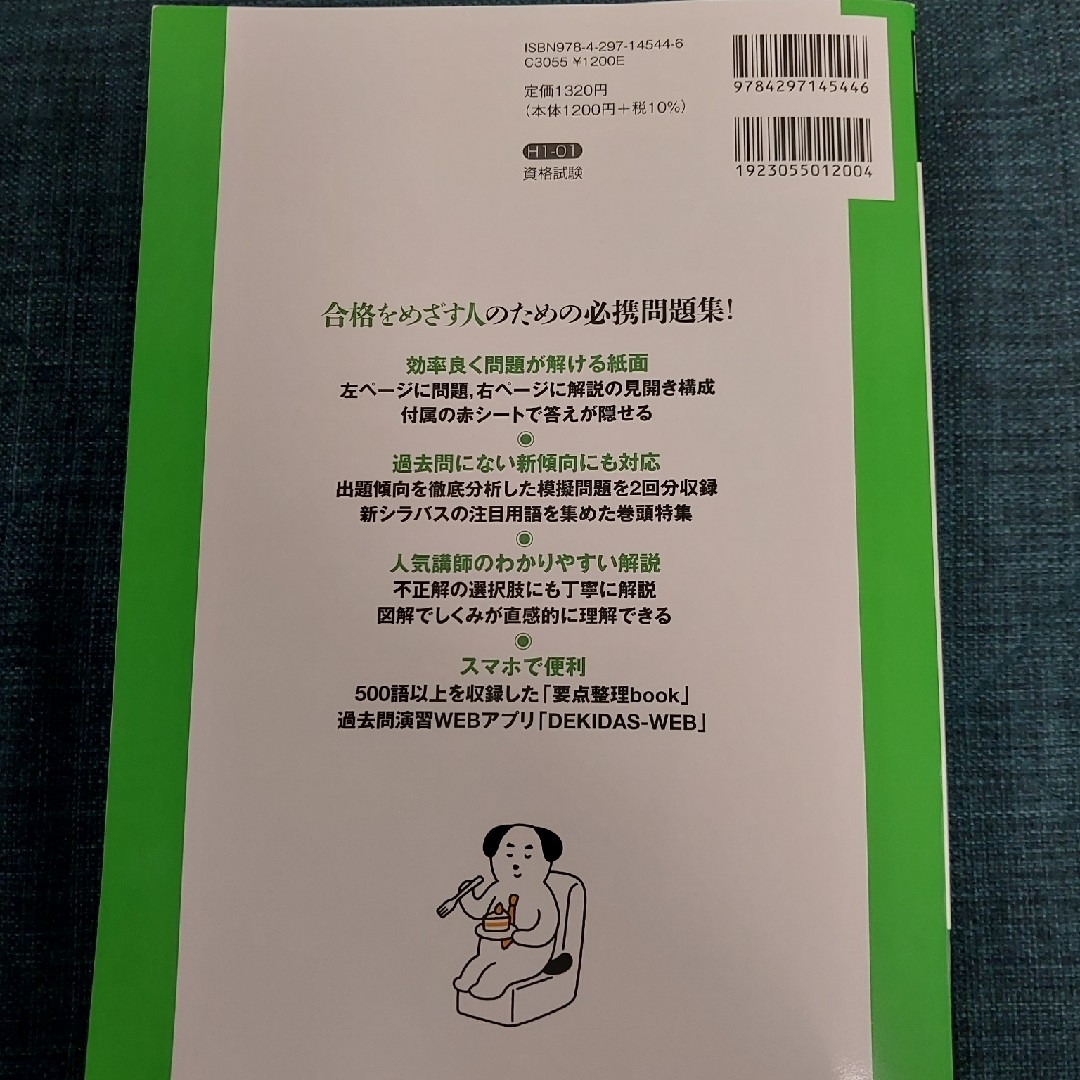 ISBN978-4-297-14544-6
C3055 ¥1200E
定価1320円
(本体1200円+税10%)
H1-01
資格試験
9784297145446
1923055012004
合格をめざす人のための必携問題集!
効率良く問題が解ける紙面
左ページに問題,右ページに解説の見開き構成
付属の赤シートで答えが隠せる
過去問にない新傾向にも対応
出題傾向を徹底分析した模擬問題を2回分収録
新シラバスの注目用語を集めた巻頭特集
人気講師のわかりやすい解説
不正解の選択肢にも丁寧に解説
図解でしくみが直感的に理解できる
スマホで便利
500語以上を収録した「要点整理book」
過去問演習WEBアプリ「DEKIDAS-WEB」